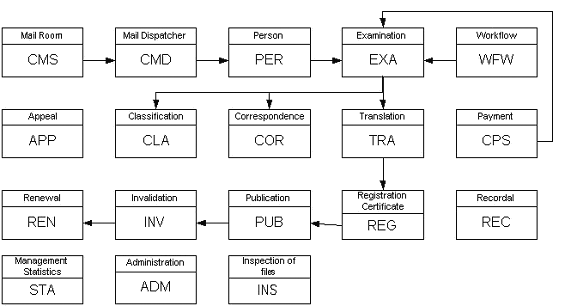 Mail Room
CMS
Mail Dispatcher
CMD
Person
PER
Examination
EXA
Workflow
WFW
Appeal
APP
Classification
CLA
Correspondence
COR
Translation
TRA
Payment
CPS
Renewal
REN
Invalidation
INV
Publication
PUB
Registration
Certificate
REG
Recordal
REC
Management
Statistics
STA
Administration
ADM
Inspection of
files
INS